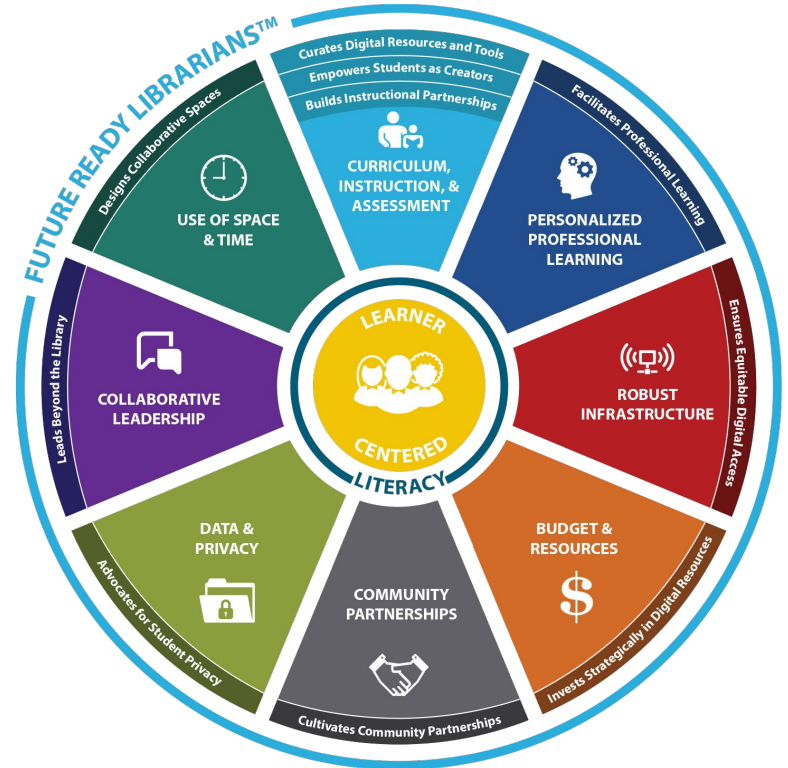 FUTURE READY LIBRARIANS™
Curates Digital Resources and Tools
Empowers Students as Creators
Builds Instructional Partnerships
CURRICULUM,
INSTRUCTION, &
ASSESSMENT
Facilitates Professional Learning
PERSONALIZED
PROFESSIONAL
LEARNING
Ensures Equitable Digital Access
ROBUST
INFRASTRUCTURE
Invests Strategically in Digital Resources
BUDGET &
RESOURCES
$
Cultivates Community Partnerships
COMMUNITY
PARTNERSHIPS
Advocates for Student Privacy
DATA &
PRIVACY
Leads Beyond the Library
COLLABORATIVE
LEADERSHIP
Designs Collaborative Spaces
USE OF SPACE
& TIME
LEARNER
CENTERED
LITERACY